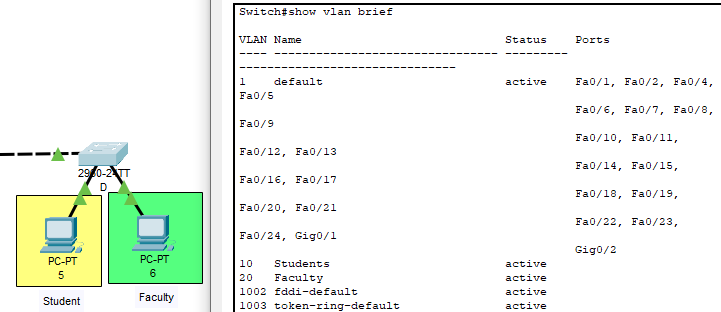 2960-24TT
D
PC-PT
5
PC-PT
6
Student
Faculty
Switch#show vlan brief
VLAN Name Status Ports
---- -------------------------------- --------- -------------------------------
1 default active Fa0/1, Fa0/2, Fa0/4,
Fa0/5
Fa0/6, Fa0/7, Fa0/8,
Fa0/9
Fa0/10, Fa0/11,
Fa0/12, Fa0/13
Fa0/14, Fa0/15,
Fa0/16, Fa0/17
Fa0/18, Fa0/19,
Fa0/20, Fa0/21
Fa0/22, Fa0/23,
Fa0/24, Gig0/1
Gig0/2
10 Students active
20 Faculty active
1002 fddi-default active
1003 token-ring-default active